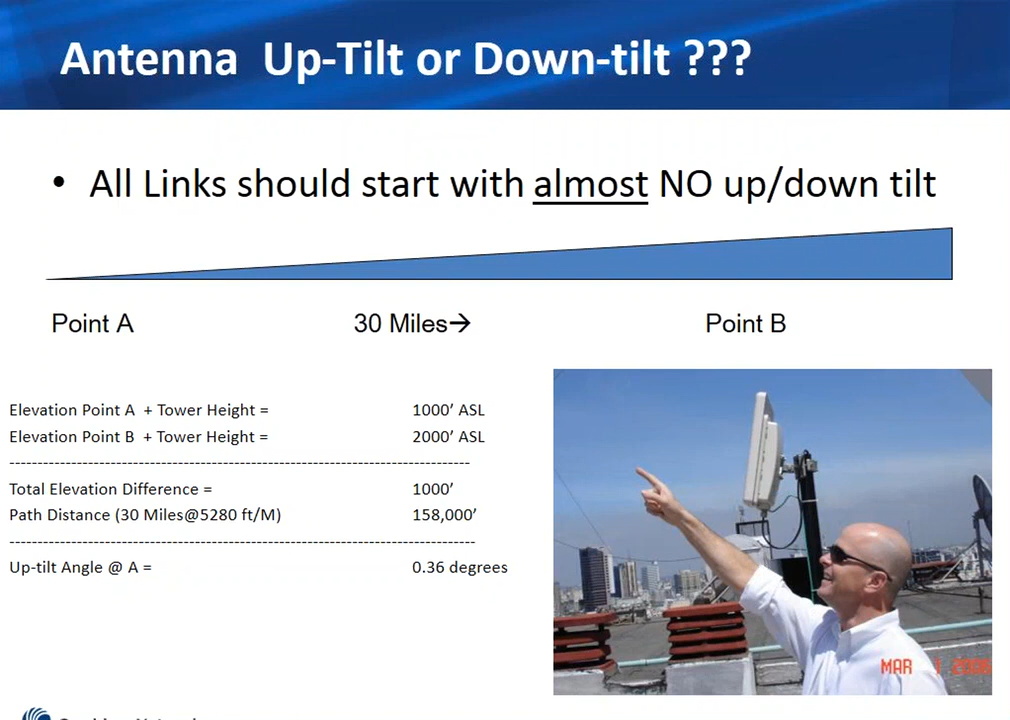 Antenna Up-Tilt or Down-tilt ???
• All Links should start with almost NO up/down tilt
Point A 30 Miles→ Point B
Elevation Point A + Tower Height = 1000’ ASL
Elevation Point B + Tower Height = 2000’ ASL
--------------------------------------------------------------------------------
Total Elevation Difference = 1000’
Path Distance (30 Miles@5280 ft/M) 158,000’
---------------------------------------------------------------------------------
Up-tilt Angle @ A = 0.36 degrees
MAR 1